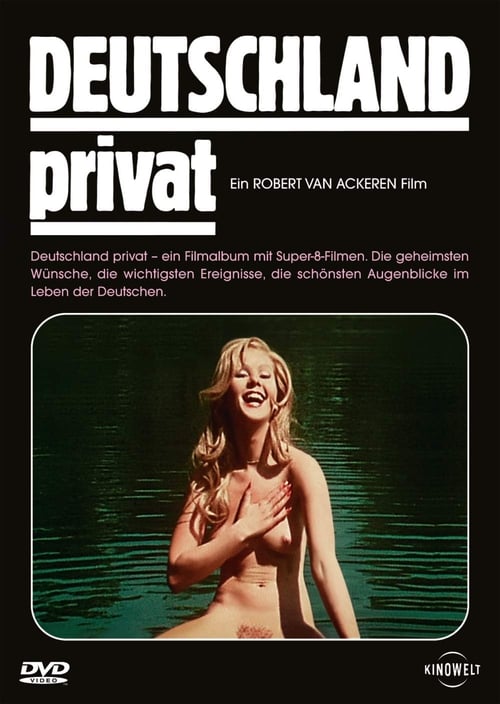 DEUTSCHLAND
privat
Ein ROBERT VAN ACKEREN Film
Deutschland privat – ein Filmalbum mit Super-8-Filmen. Die geheimsten
Wünsche, die wichtigsten Ereignisse, die schönsten Augenblicke im
Leben der Deutschen.
DVD
VIDEO
KINOWELT